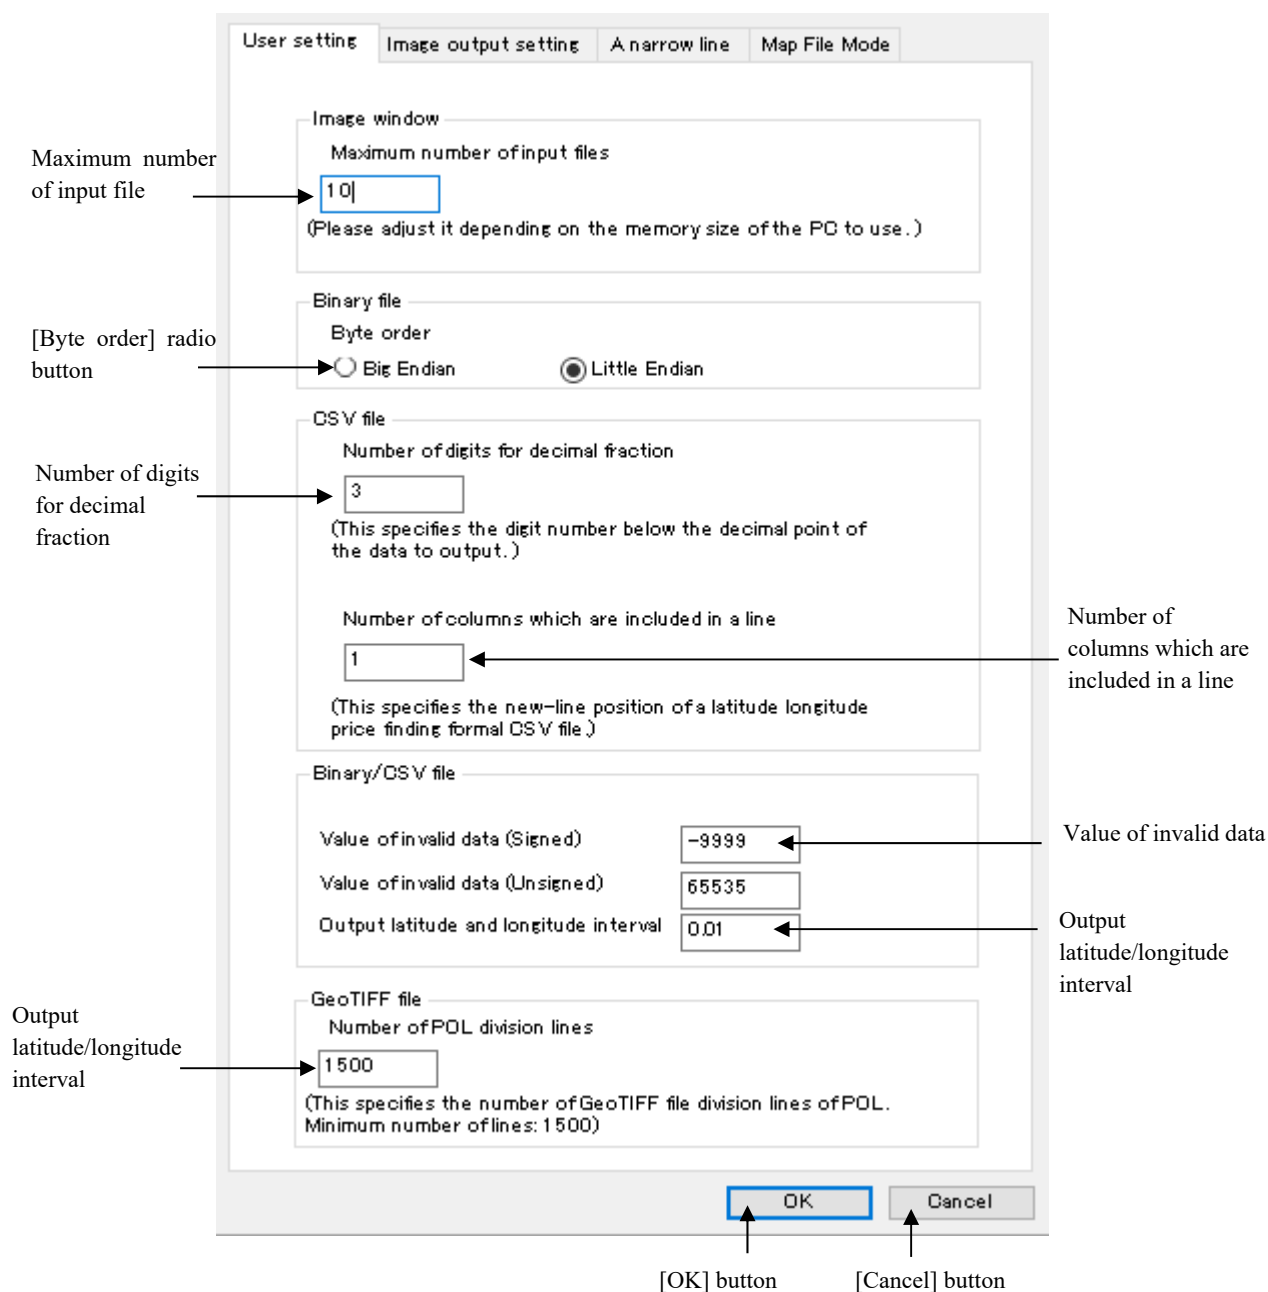 User setting
Image output setting
A narrow line
Map File Mode
Image window
Maximum number of input files
10
(Please adjust it depending on the memory size of the PC to use.)
Maximum number
of input file
Binary file
Byte order
Big Endian
Little Endian
[Byte order] radio
button
CSV file
Number of digits for decimal fraction
3
(This specifies the digit number below the decimal point of
the data to output.)
Number of digits
for decimal
fraction
Number of columns which are included in a line
1
(This specifies the new-line position of a latitude longitude
price finding formal CSV file.)
Number of
columns which are
included in a line
Binary/CSV file
Value of invalid data (Signed)
-9999
Value of invalid data
Value of invalid data (Unsigned)
65535
Output latitude and longitude interval
0.01
Output
latitude/longitude
interval
GeoTIFF file
Number of POL division lines
1500
(This specifies the number of GeoTIFF file division lines of POL.
Minimum number of lines: 1500)
Output
latitude/longitude
interval
OK
Cancel
[OK] button
[Cancel] button